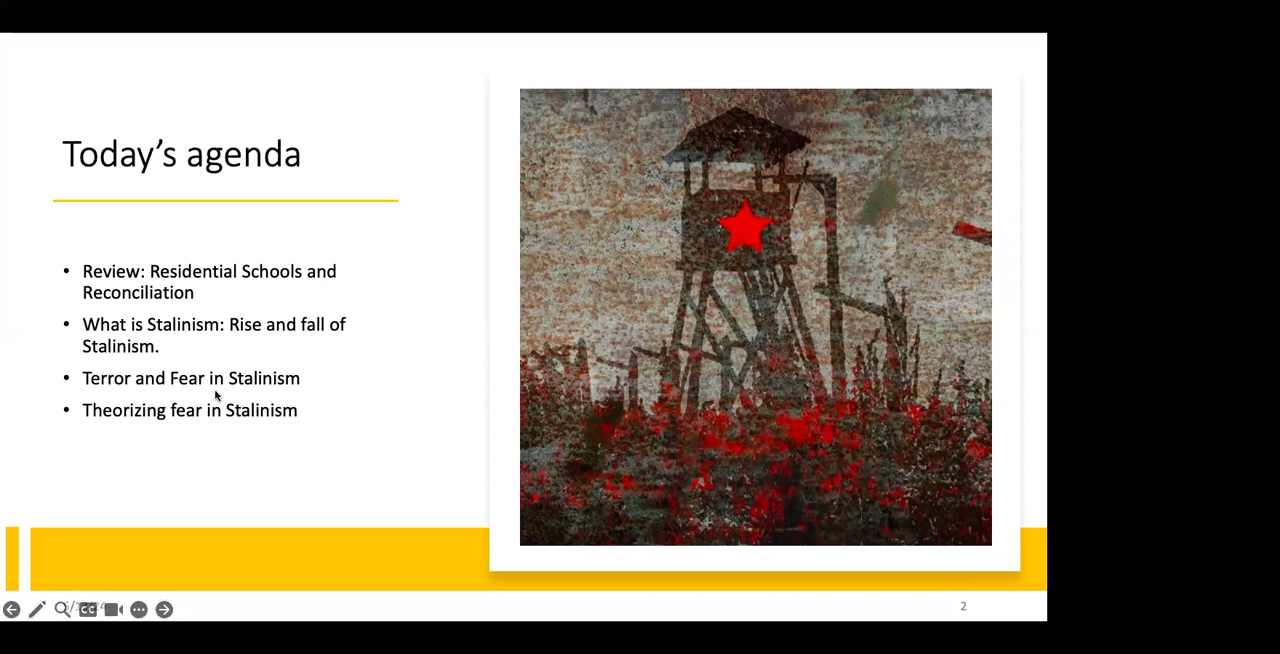 Today’s agenda
• Review: Residential Schools and
Reconciliation
• What is Stalinism: Rise and fall of
Stalinism.
• Terror and Fear in Stalinism
• Theorizing fear in Stalinism
CC
2